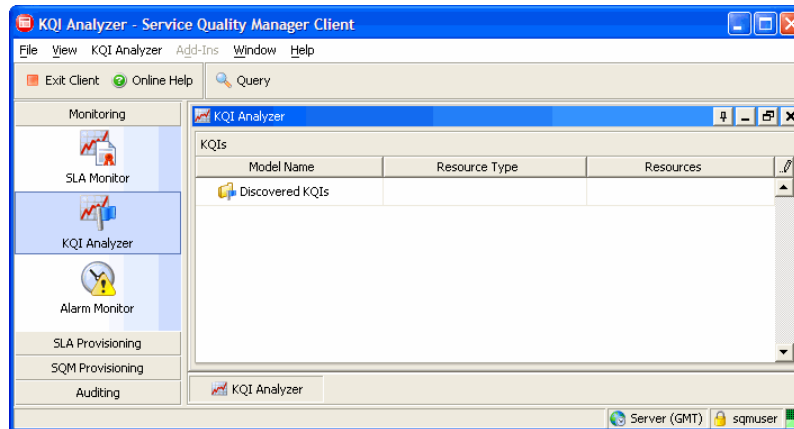 KQI Analyzer - Service Quality Manager Client
File View KQI Analyzer Add-Ins Window Help
Exit Client Online Help Query
Monitoring
SLA Monitor
KQI Analyzer
Alarm Monitor
SLA Provisioning
SQM Provisioning
Auditing
KQI Analyzer
KQIs
Model Name Resource Type Resources
Discovered KQIs
KQI Analyzer
Server (GMT) sqmuser